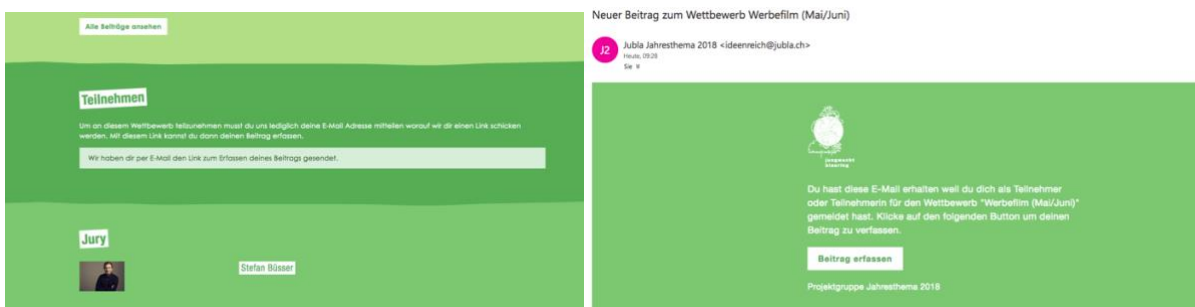 Alle Beiträge ansehen
Teilnehmen
Um an diesem Wettbewerb teilzunehmen musst du uns lediglich deine E-Mail Adresse mitteilen worauf wir dir einen Link schicken
werden. Mit diesem Link kannst du dann deinen Beitrag erfassen.
Wir haben dir per E-Mail den Link zum Erfassen deines Beitrags gesendet.
Jury
Stefan Büsser
Neuer Beitrag zum Wettbewerb Werbefilm (Mai/Juni)
J2
Jubla Jahresthema 2018 <ideenreich@jubla.ch>
Heute, 09:28
Sie
jungwacht
blauring
Du hast diese E-Mail erhalten weil du dich als Teilnehmer
oder Teilnehmerin für den Wettbewerb "Werbefilm (Mai/Juni)"
gemeldet hast. Klicke auf den folgenden Button um deinen
Beitrag zu verfassen.
Beitrag erfassen
Projektgruppe Jahresthema 2018